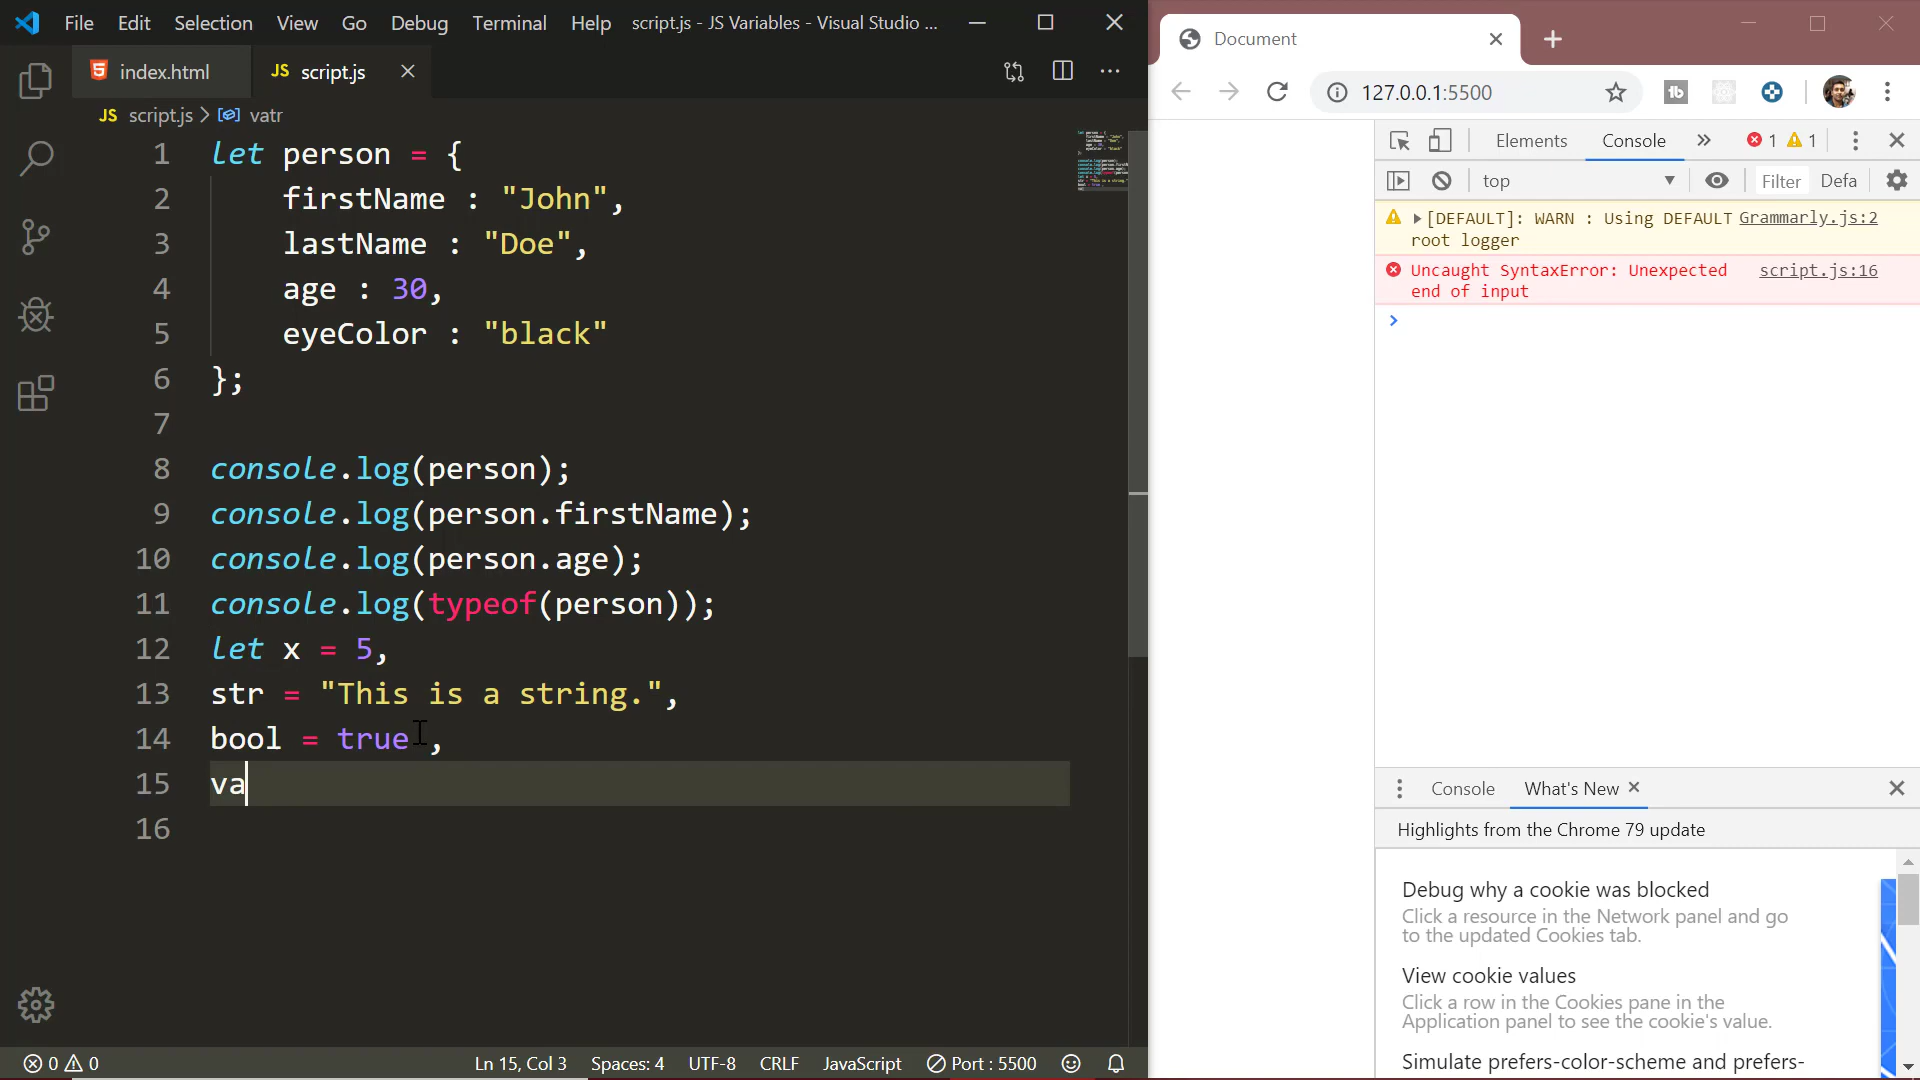 File Edit Selection View Go Debug Terminal Help script.js - JS Variables - Visual Studio ...
index.html script.js
JS script.js > vatr
1 let person = {
2 firstName : "John",
3 lastName : "Doe",
4 age : 30,
5 eyeColor : "black"
6 };
7
8 console.log(person);
9 console.log(person.firstName);
10 console.log(person.age);
11 console.log(typeof(person));
12 let x = 5,
13 str = "This is a string.",
14 bool = true ,
15 va
16
0 0 Ln 15, Col 3 Spaces: 4 UTF-8 CRLF JavaScript Port : 5500
Document
127.0.0.1:5500
Elements Console » 1 1
top Filter Defa
[DEFAULT]: WARN : Using DEFAULT Grammarly.js:2
root logger
Uncaught SyntaxError: Unexpected script.js:16
end of input
Console What's New
Highlights from the Chrome 79 update
Debug why a cookie was blocked
Click a resource in the Network panel and go
to the updated Cookies tab.
View cookie values
Click a row in the Cookies pane in the
Application panel to see the cookie's value.
Simulate prefers-color-scheme and prefers-